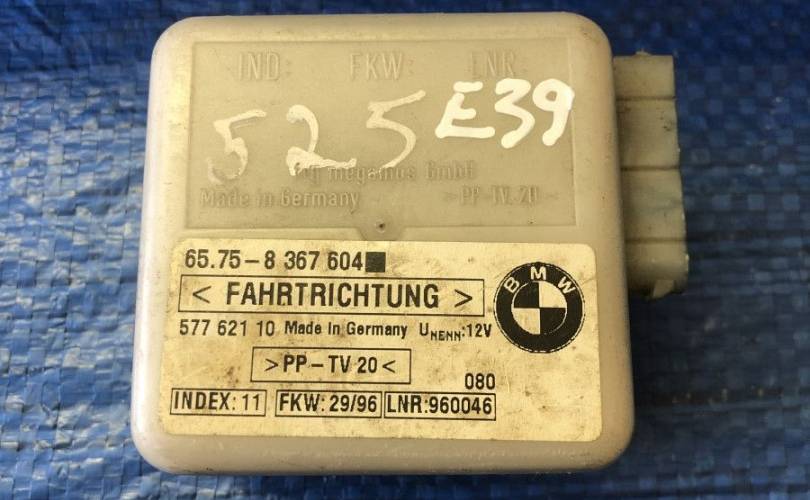 IND: FKW: LNR:
525 E39
megamos GmbH
Made in Germany >PP-TV.20<
65.75-8 367 604
< FAHRTRICHTUNG >
BMW
577 621 10 Made in Germany UNENN:12V
>PP-TV 20<
080
INDEX: 11 FKW: 29/96 LNR:960046